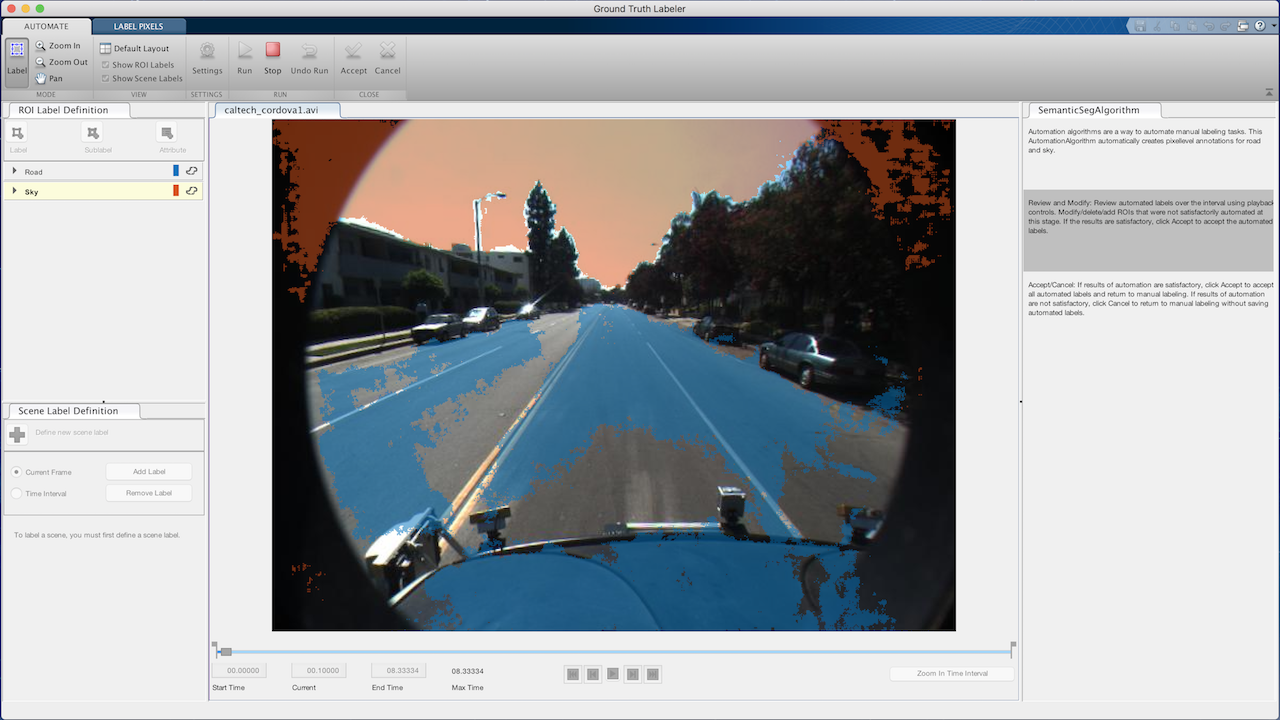 Ground Truth Labeler
AUTOMATE
LABEL PIXELS
Label
Zoom In
Zoom Out
Pan
MODE
Default Layout
Show ROI Labels
Show Scene Labels
VIEW
Settings
SETTINGS
Run
Stop
Undo Run
RUN
Accept
Cancel
CLOSE
ROI Label Definition
Label
Sublabel
Attribute
Road
Sky
Scene Label Definition
Define new scene label
Current Frame
Add Label
Time Interval
Remove Label
To label a scene, you must first define a scene label.
caltech_cordova1.avi
00.00000
00.10000
08.33334
08.33334
Start Time
Current
End Time
Max Time
Zoom In Time Interval
SemanticSegAlgorithm
Automation algorithms are a way to automate manual labeling tasks. This
AutomationAlgorithm automatically creates pixellevel annotations for road
and sky.
Review and Modify: Review automated labels over the interval using playback
controls. Modify/delete/add ROIs that were not satisfactorily automated at
this stage. If the results are satisfactory, click Accept to accept the automated
labels.
Accept/Cancel: If results of automation are satisfactory, click Accept to accept
all automated labels and return to manual labeling. If results of automation
are not satisfactory, click Cancel to return to manual labeling without saving
automated labels.